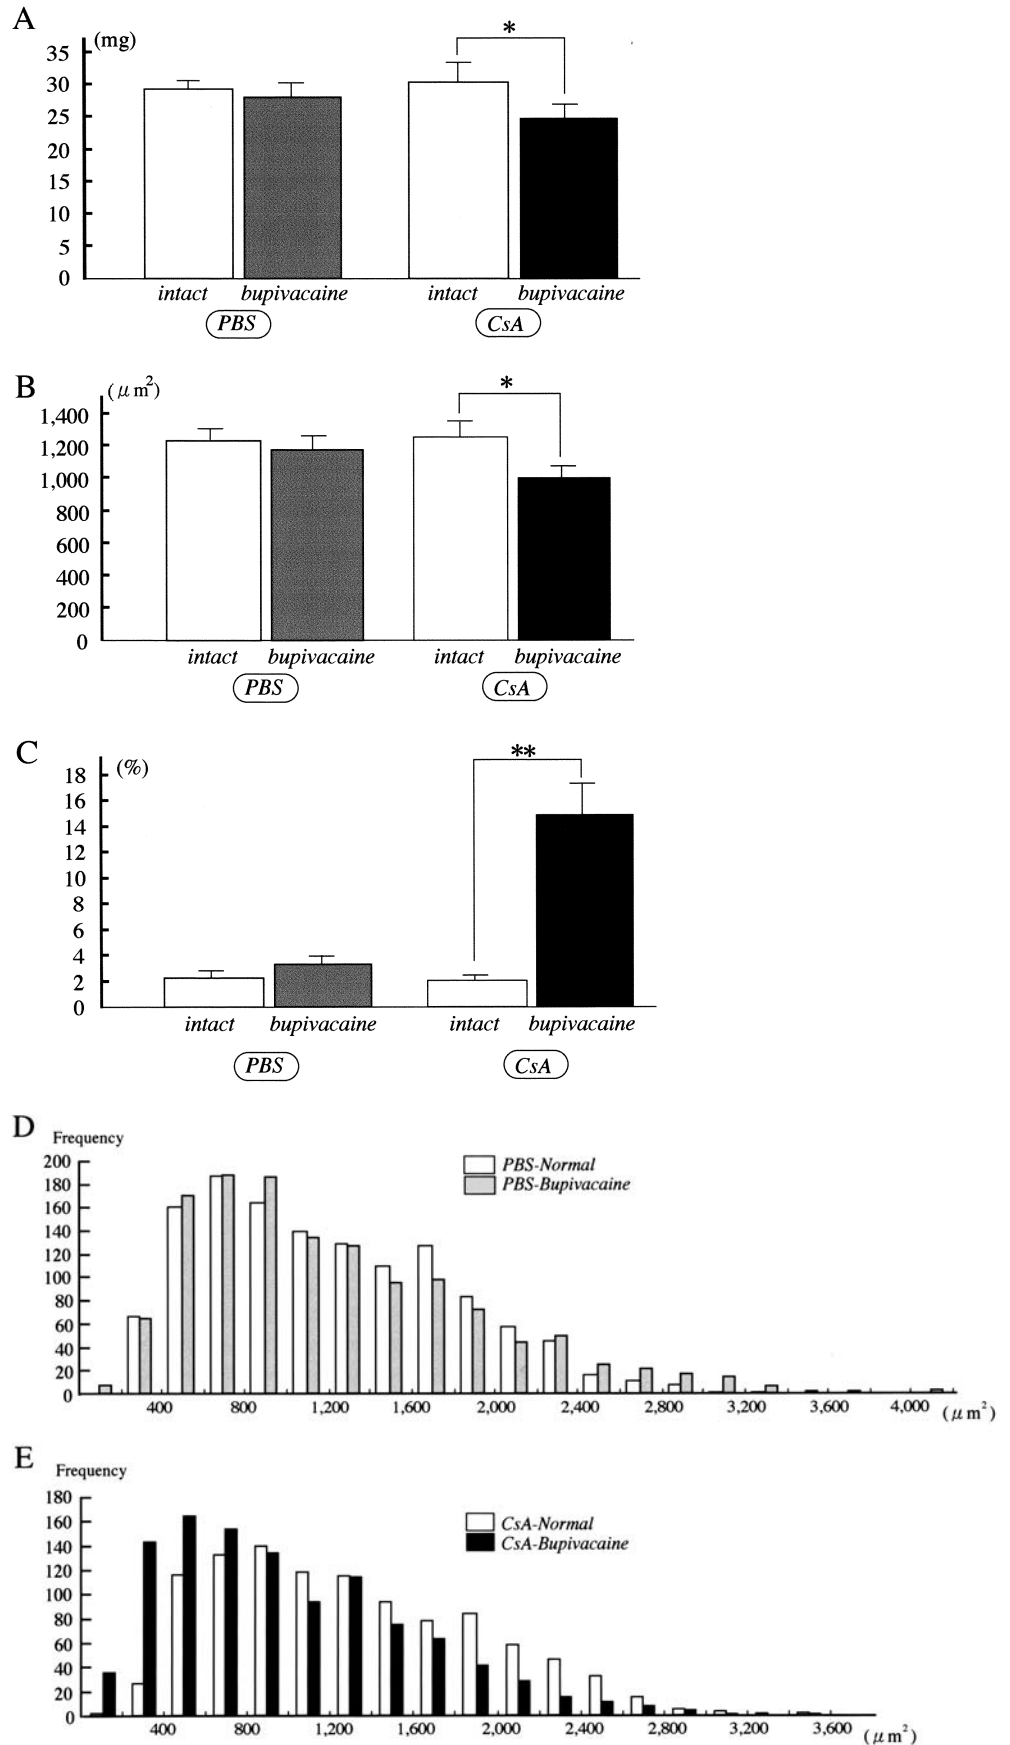 A
(mg)
*
35
30
25
20
15
10
5
0
intact bupivacaine intact bupivacaine
PBS CsA
B
(μm²)
*
1,400
1,200
1,000
800
600
400
200
0
intact bupivacaine intact bupivacaine
PBS CsA
C
(%)
**
18
16
14
12
10
8
6
4
2
0
intact bupivacaine intact bupivacaine
PBS CsA
D
Frequency
200
180
160
140
120
100
80
60
40
20
0
PBS-Normal
PBS-Bupivacaine
400 800 1,200 1,600 2,000 2,400 2,800 3,200 3,600 4,000 (μm²)
E
Frequency
180
160
140
120
100
80
60
40
20
0
CsA-Normal
CsA-Bupivacaine
400 800 1,200 1,600 2,000 2,400 2,800 3,200 3,600 (μm²)